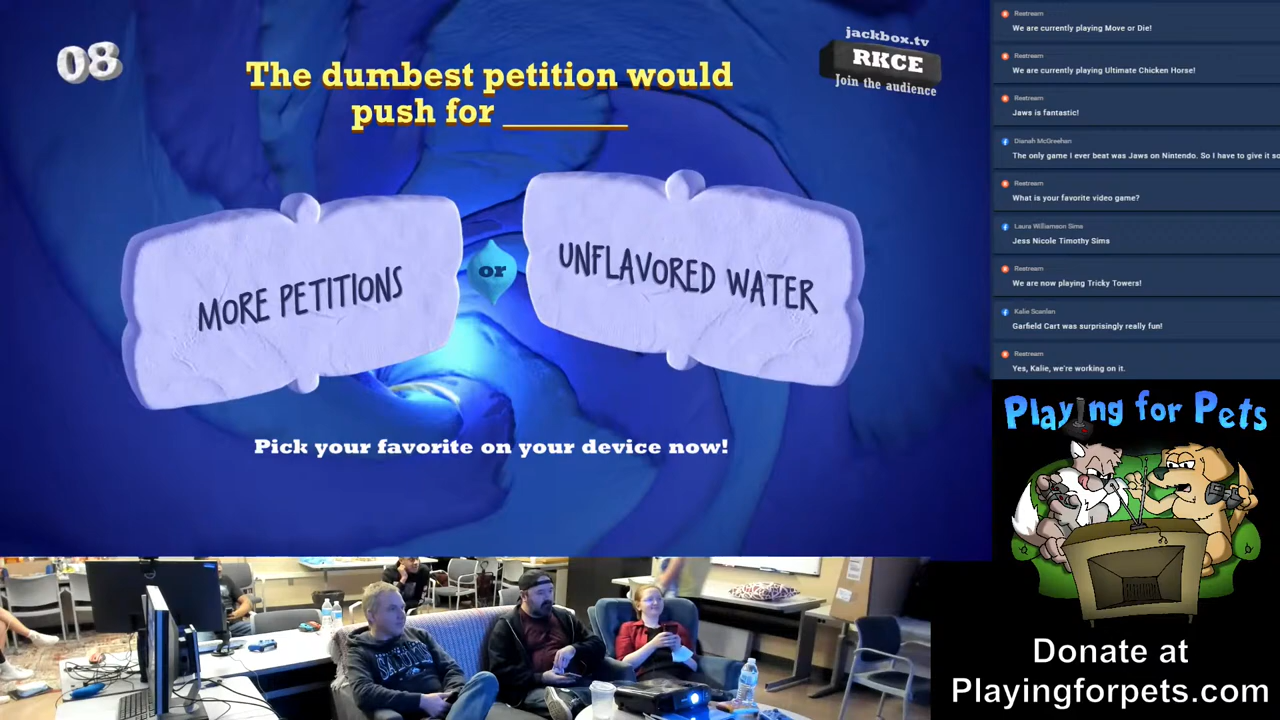 08
The dumbest petition would
push for ________
jackbox.tv
RKCE
Join the audience
MORE PETITIONS
or
UNFLAVORED WATER
Pick your favorite on your device now!
Restream
We are currently playing Move or Die!
Restream
We are currently playing Ultimate Chicken Horse!
Restream
Jaws is fantastic!
Dianah McGreehan
The only game I ever beat was Jaws on Nintendo. So I have to give it so
Restream
What is your favorite video game?
Laura Williamson Sims
Jess Nicole Timothy Sims
Restream
We are now playing Tricky Towers!
Kalie Scanlan
Garfield Cart was surprisingly really fun!
Restream
Yes, Kalie, we're working on it.
Playing for Pets
Donate at
Playingforpets.com